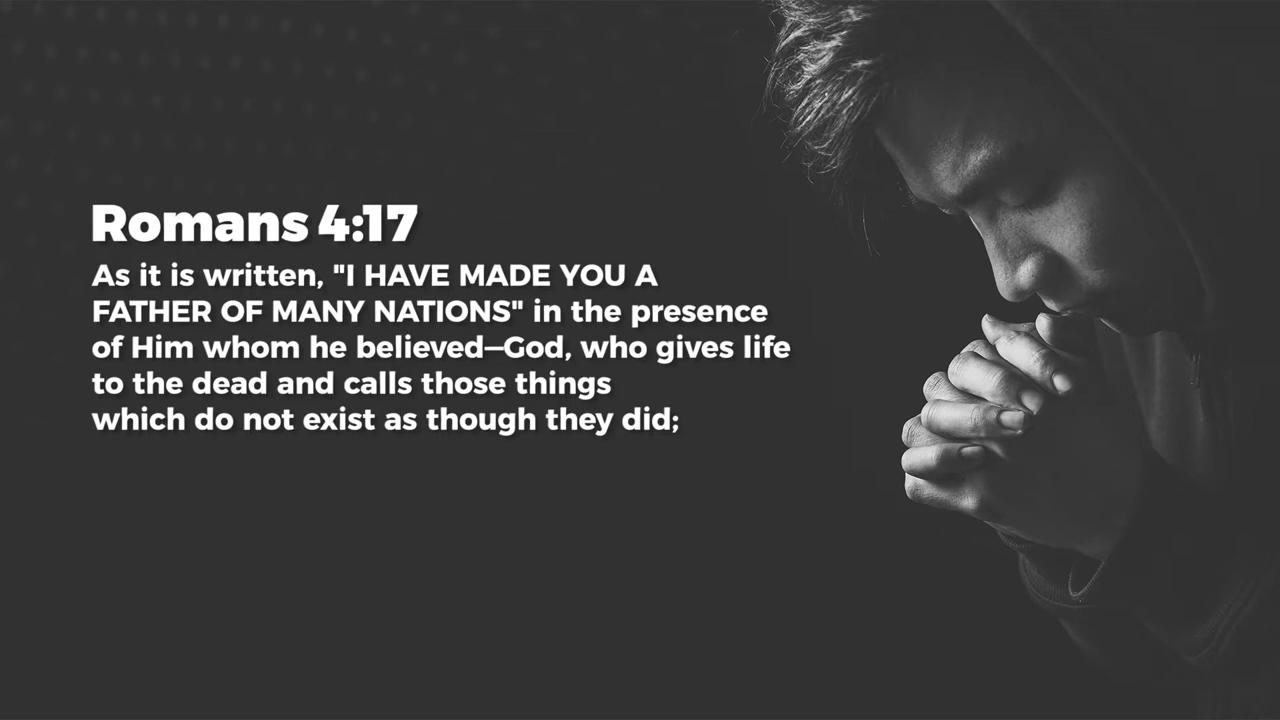 Romans 4:17
As it is written, "I HAVE MADE YOU A
FATHER OF MANY NATIONS" in the presence
of Him whom he believed—God, who gives life
to the dead and calls those things
which do not exist as though they did;